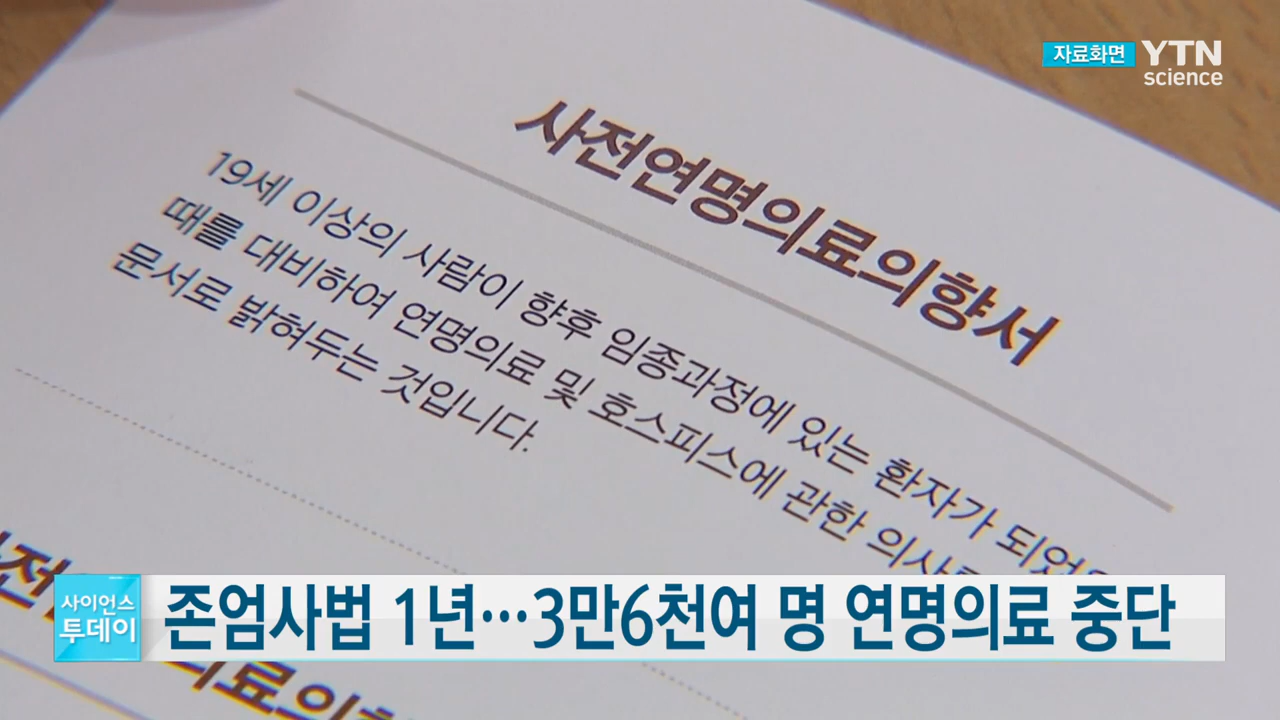 자료화면
YTN
science
사전연명의료의향서
19세 이상의 사람이 향후 임종과정에 있는 환자가 되었을
때를 대비하여 연명의료 및 호스피스에 관한 의사를
문서로 밝혀두는 것입니다.
사이언스
투데이
존엄사법 1년…3만6천여 명 연명의료 중단